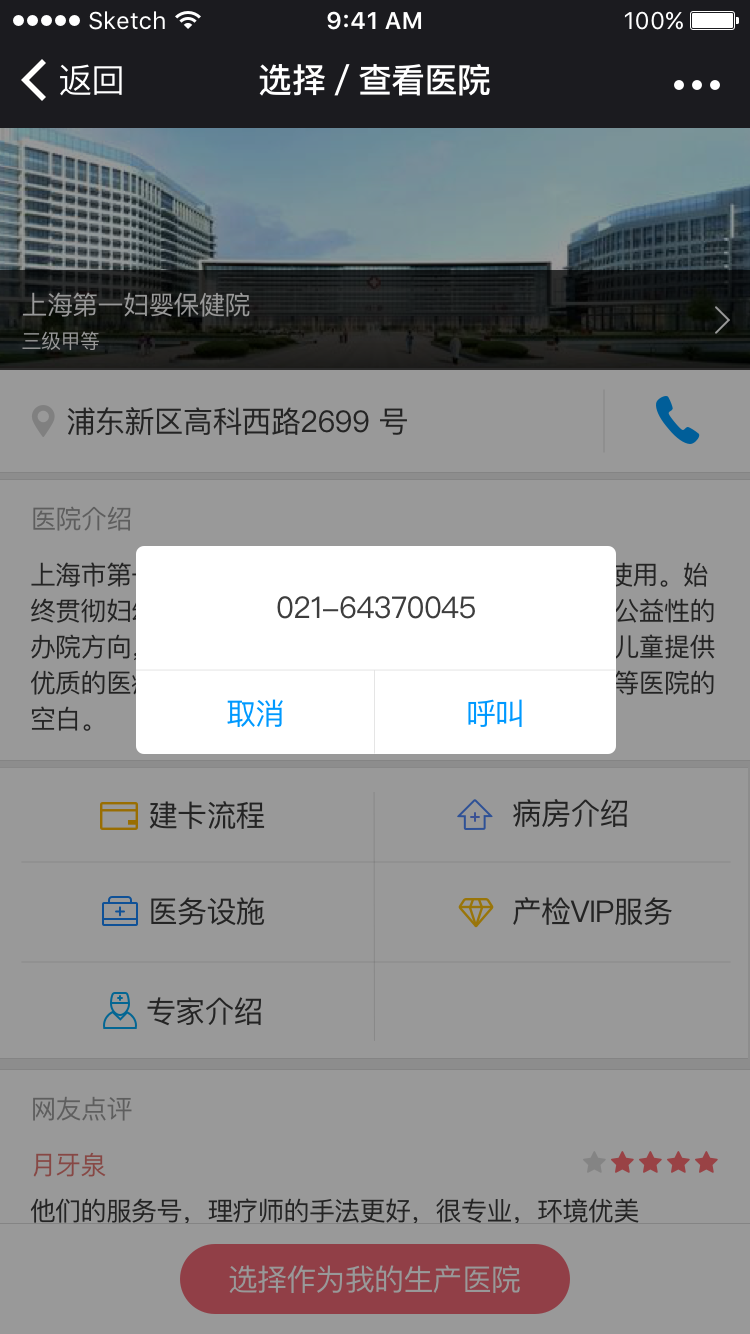 Sketch 9:41 AM 100%
返回 选择 / 查看医院
上海第一妇婴保健院
三级甲等
浦东新区高科西路2699 号
医院介绍
上海市第 使用。始
终贯彻妇 公益性的
办院方向, 儿童提供
优质的医 等医院的
空白。
021-64370045
取消 呼叫
建卡流程 病房介绍
医务设施 产检VIP服务
专家介绍
网友点评
月牙泉
他们的服务号，理疗师的手法更好，很专业，环境优美
选择作为我的生产医院